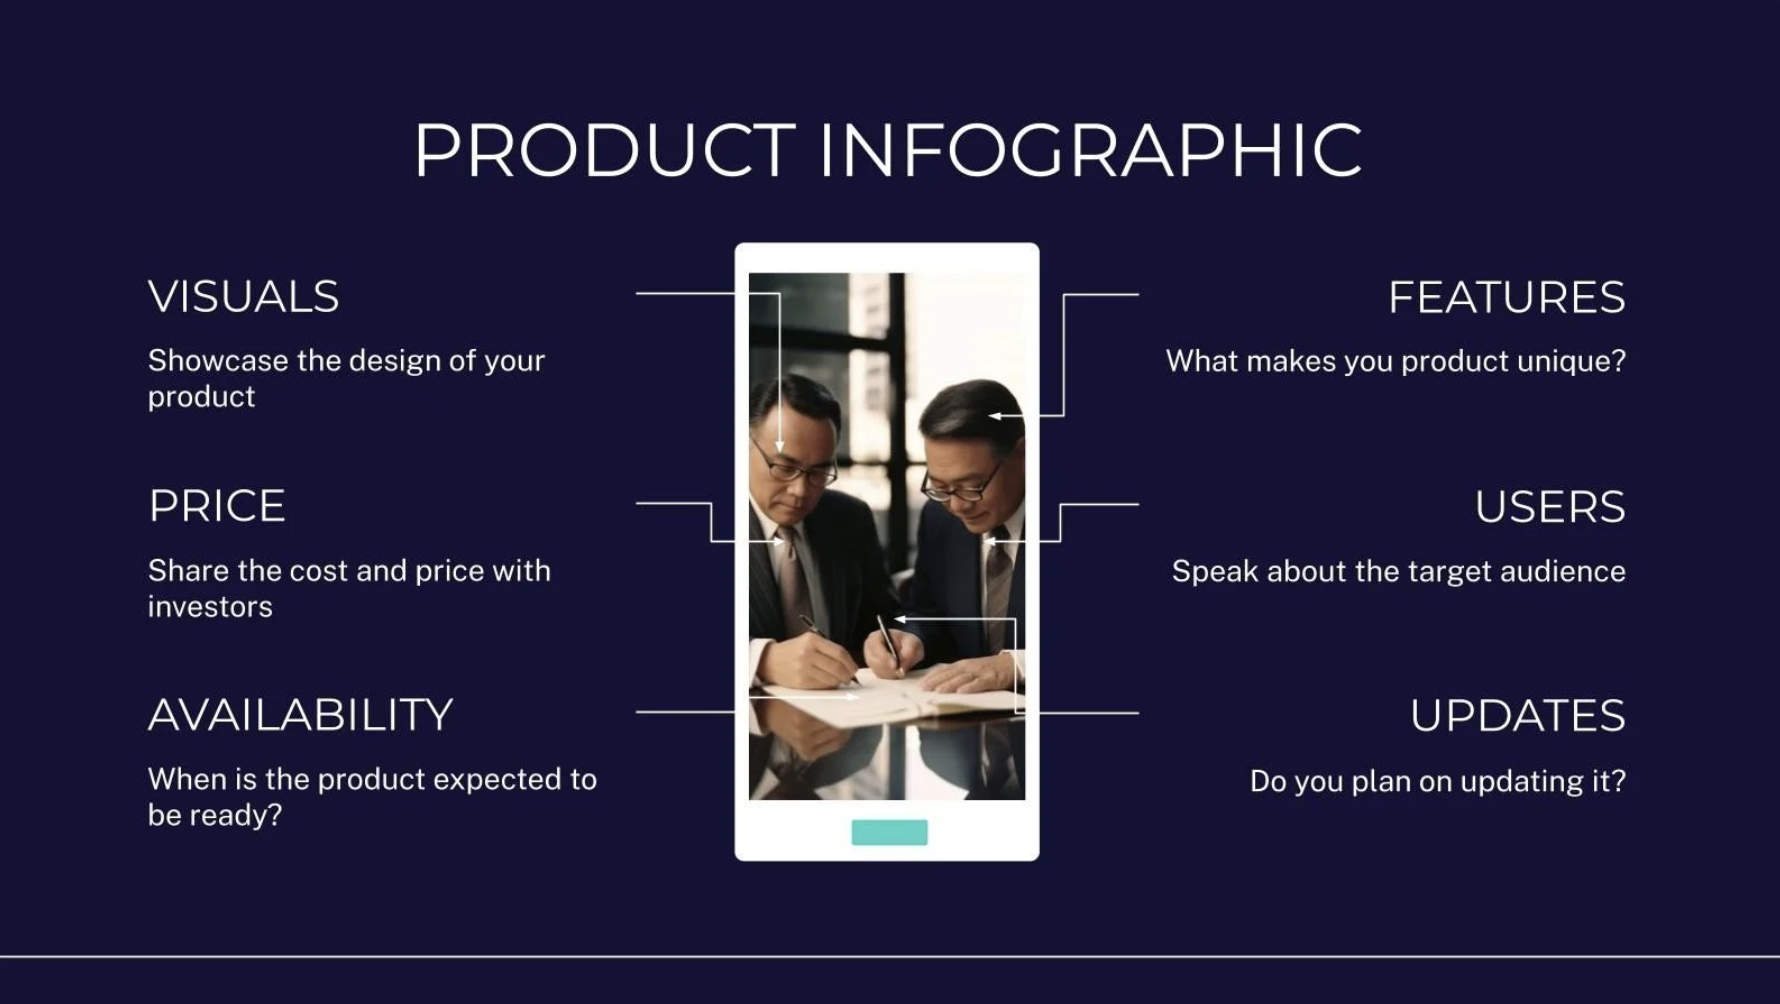 PRODUCT INFOGRAPHIC
VISUALS
Showcase the design of your
product
PRICE
Share the cost and price with
investors
AVAILABILITY
When is the product expected to
be ready?
FEATURES
What makes you product unique?
USERS
Speak about the target audience
UPDATES
Do you plan on updating it?